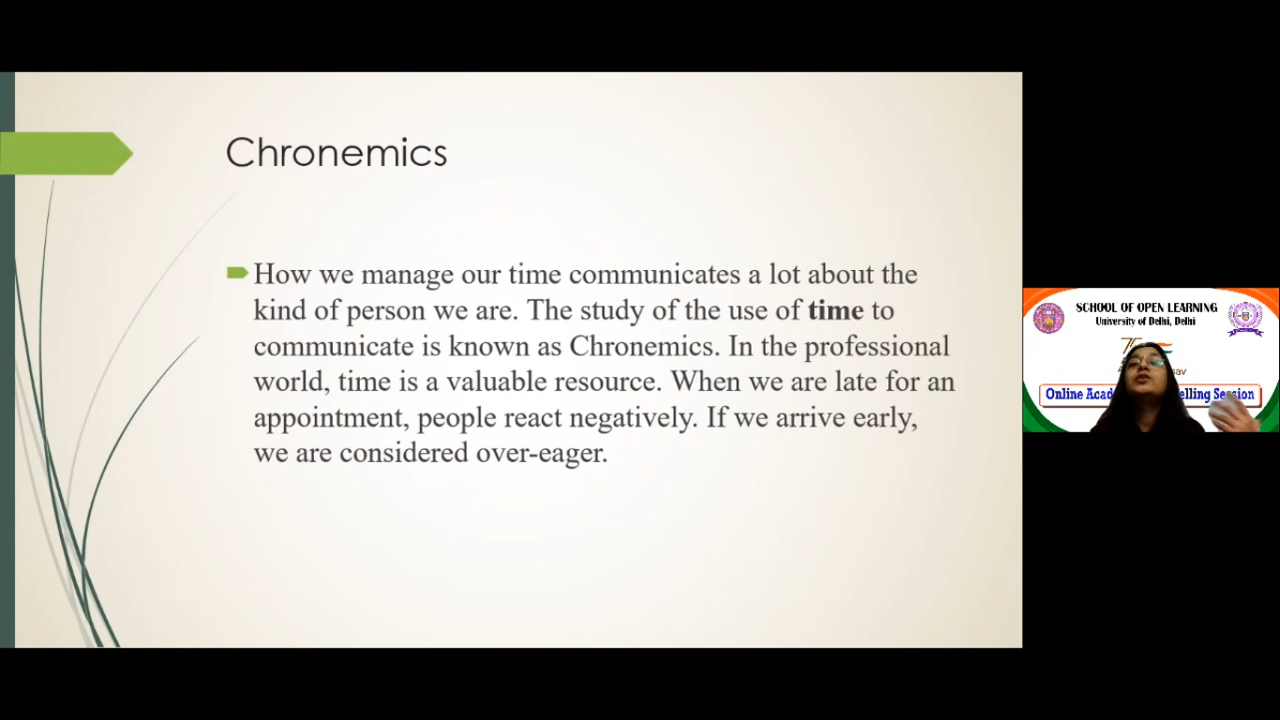 Chronemics
How we manage our time communicates a lot about the
kind of person we are. The study of the use of time to
communicate is known as Chronemics. In the professional
world, time is a valuable resource. When we are late for an
appointment, people react negatively. If we arrive early,
we are considered over-eager.
SCHOOL OF OPEN LEARNING
University of Delhi, Delhi
Online
Session